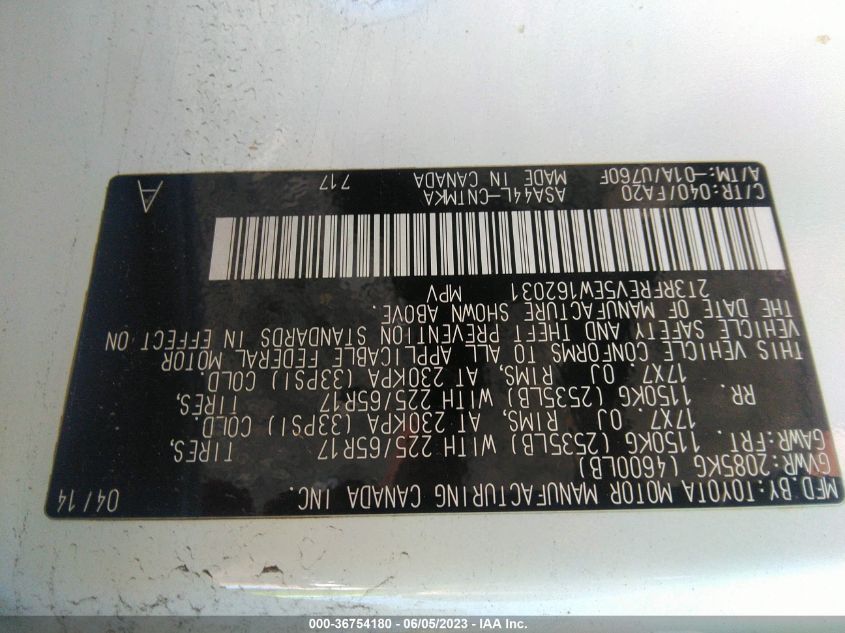 MFD.BY:TOYOTA MOTOR MANUFACTURING CANADA INC. 04/14
GVWR:2085KG(4600LB)
GAWR:FRT. 1150KG(2535LB)WITH 225/65R17 TIRES,
17X7.0J RIMS, AT 230KPA(33PSI)COLD.
RR. 1150KG(2535LB)WITH 225/65R17 TIRES,
17X7.0J RIMS, AT 230KPA(33PSI)COLD.
THIS VEHICLE CONFORMS TO ALL APPLICABLE FEDERAL MOTOR
VEHICLE SAFETY AND THEFT PREVENTION STANDARDS IN EFFECT ON
THE DATE OF MANUFACTURE SHOWN ABOVE.
2T3RFREV5EW162031 MPV
C/TR:040/FA20 ASA44L-CNTMKA
A/TM:-01A/U760F MADE IN CANADA 717
A
000-36754180 - 06/05/2023 - IAA Inc.